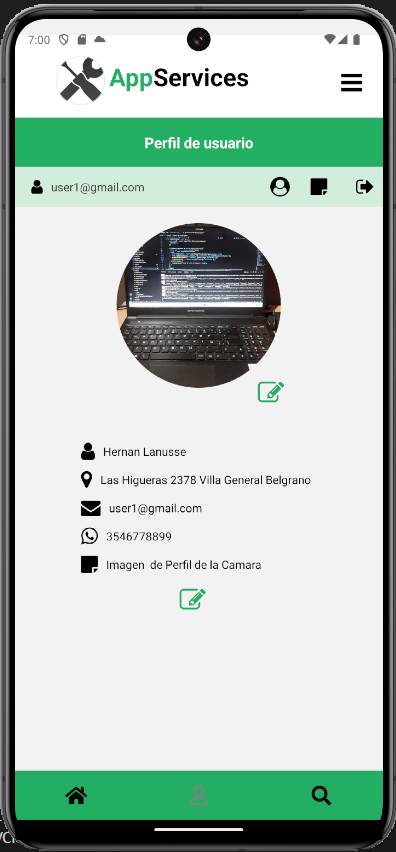 7:00
AppServices
Perfil de usuario
user1@gmail.com
Hernan Lanusse
Las Higueras 2378 Villa General Belgrano
user1@gmail.com
3546778899
Imagen de Perfil de la Camara